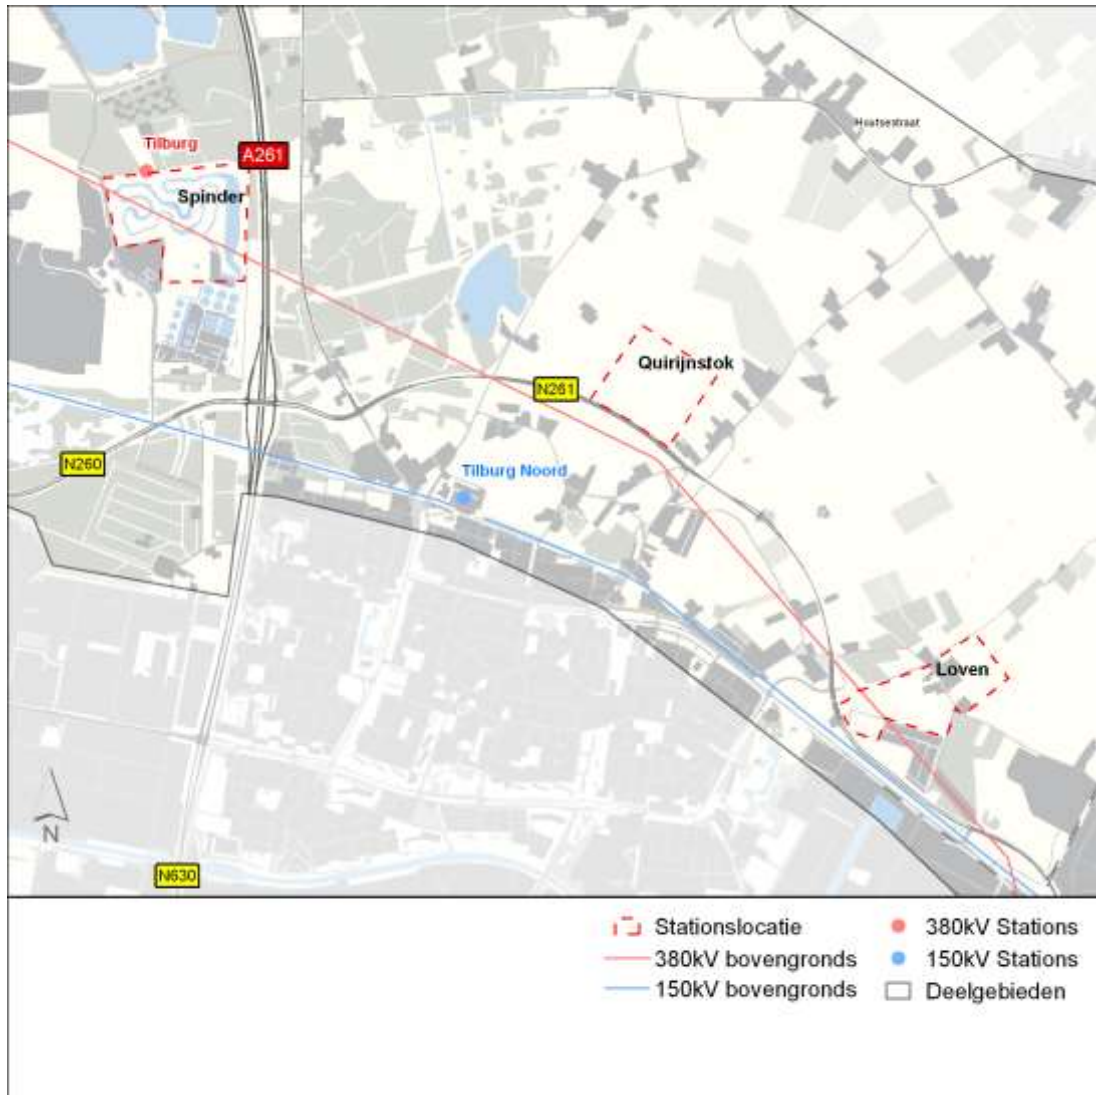 Houtsestraat
Tilburg
A261
Spinder
Quirijnstok
N261
N260
Tilburg Noord
Loven
N
N630
Stationslocatie
380kV Stations
380kV bovengronds
150kV Stations
150kV bovengronds
Deelgebieden